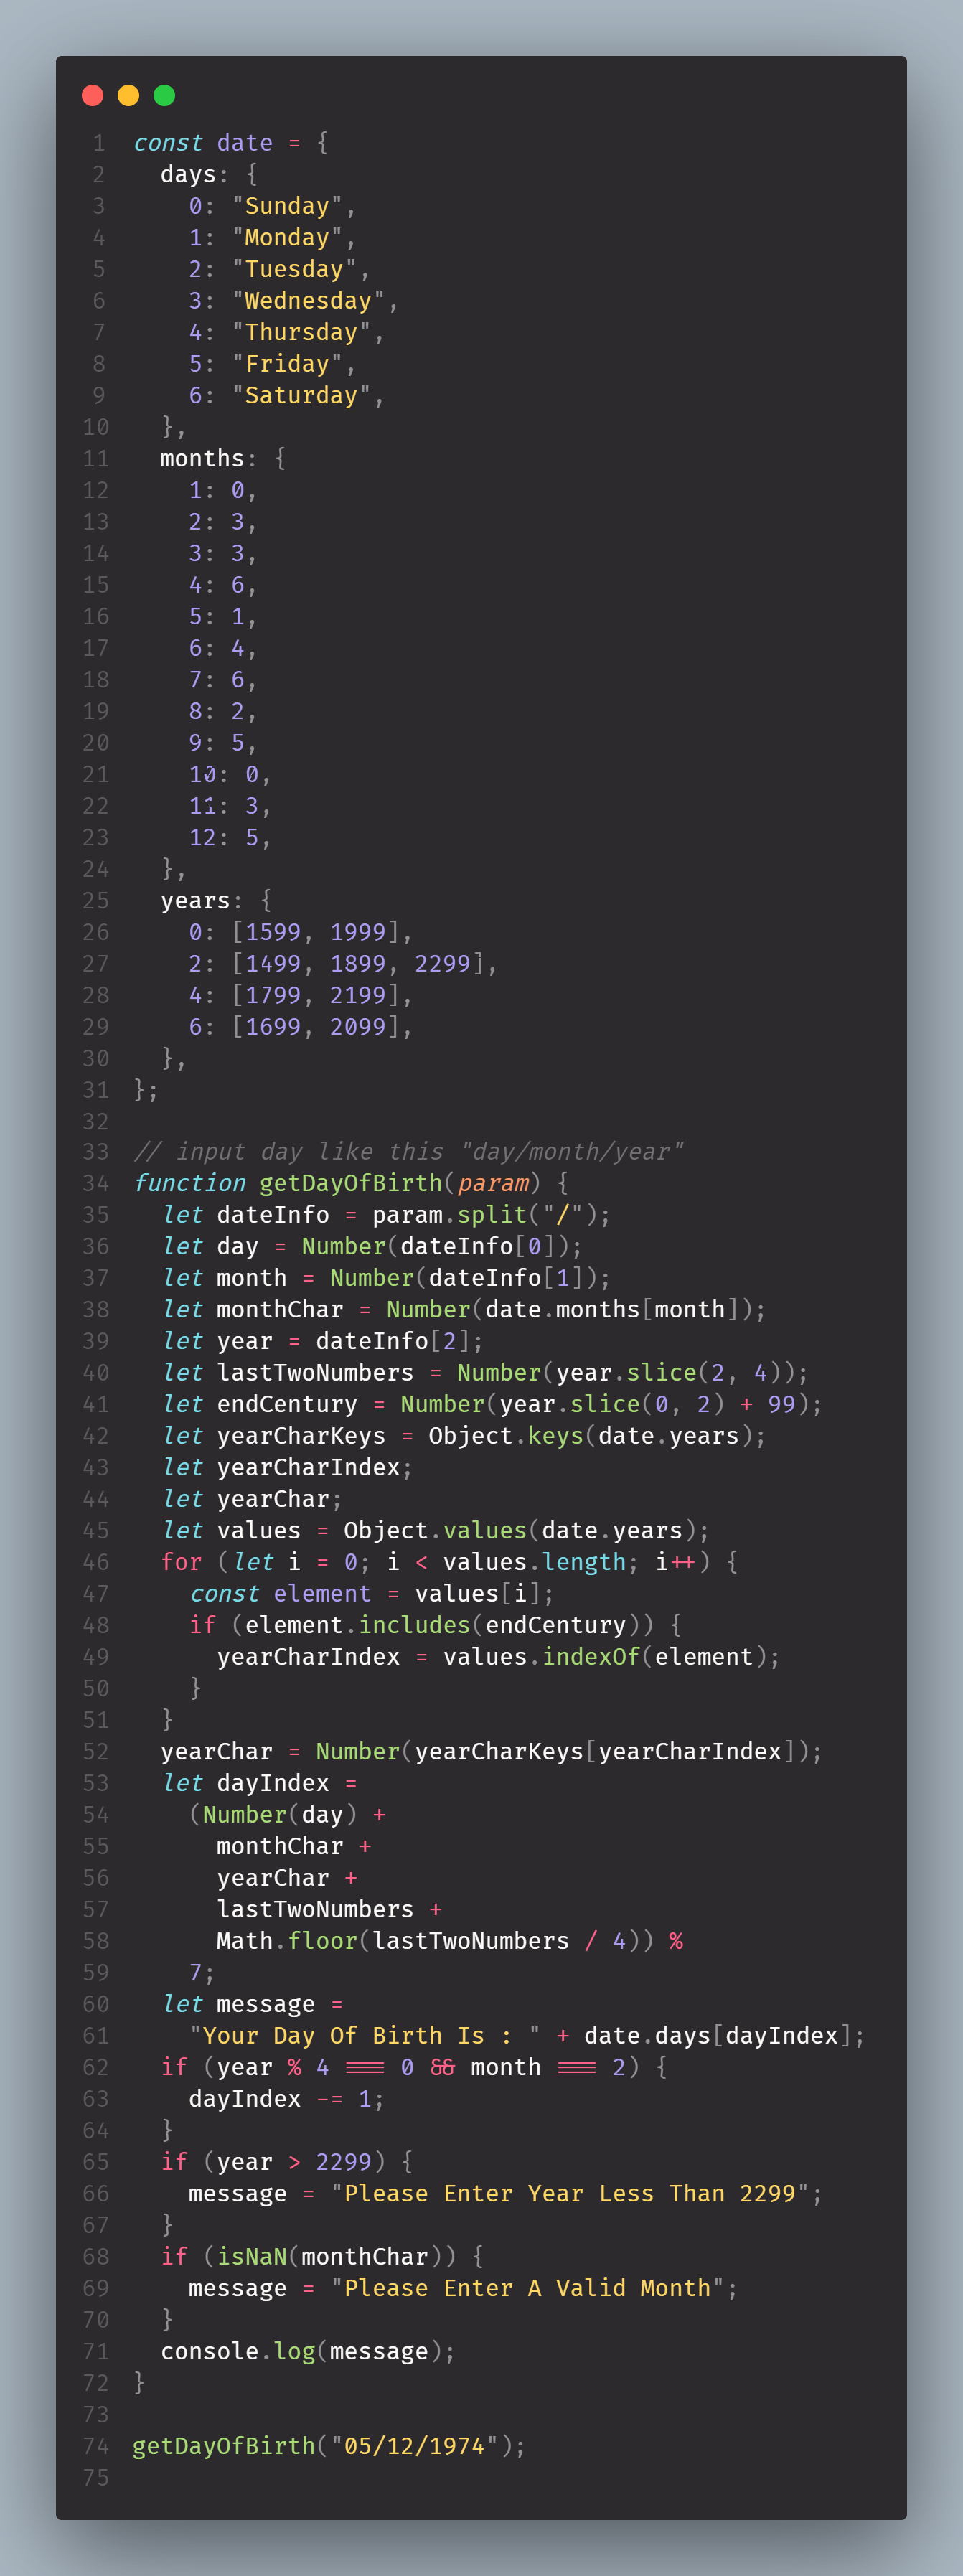 1 const date = {
2   days: {
3     0: "Sunday",
4     1: "Monday",
5     2: "Tuesday",
6     3: "Wednesday",
7     4: "Thursday",
8     5: "Friday",
9     6: "Saturday",
10   },
11   months: {
12     1: 0,
13     2: 3,
14     3: 3,
15     4: 6,
16     5: 1,
17     6: 4,
18     7: 6,
19     8: 2,
20     9: 5,
21     10: 0,
22     11: 3,
23     12: 5,
24   },
25   years: {
26     0: [1599, 1999],
27     2: [1499, 1899, 2299],
28     4: [1799, 2199],
29     6: [1699, 2099],
30   },
31 };
32
33 // input day like this "day/month/year"
34 function getDayOfBirth(param) {
35   let dateInfo = param.split("/");
36   let day = Number(dateInfo[0]);
37   let month = Number(dateInfo[1]);
38   let monthChar = Number(date.months[month]);
39   let year = dateInfo[2];
40   let lastTwoNumbers = Number(year.slice(2, 4));
41   let endCentury = Number(year.slice(0, 2) + 99);
42   let yearCharKeys = Object.keys(date.years);
43   let yearCharIndex;
44   let yearChar;
45   let values = Object.values(date.years);
46   for (let i = 0; i < values.length; i++) {
47     const element = values[i];
48     if (element.includes(endCentury)) {
49       yearCharIndex = values.indexOf(element);
50     }
51   }
52   yearChar = Number(yearCharKeys[yearCharIndex]);
53   let dayIndex =
54     (Number(day) +
55       monthChar +
56       yearChar +
57       lastTwoNumbers +
58       Math.floor(lastTwoNumbers / 4)) %
59     7;
60   let message =
61     "Your Day Of Birth Is : " + date.days[dayIndex];
62   if (year % 4 === 0 && month === 2) {
63     dayIndex -= 1;
64   }
65   if (year > 2299) {
66     message = "Please Enter Year Less Than 2299";
67   }
68   if (isNaN(monthChar)) {
69     message = "Please Enter A Valid Month";
70   }
71   console.log(message);
72 }
73
74 getDayOfBirth("05/12/1974");
75